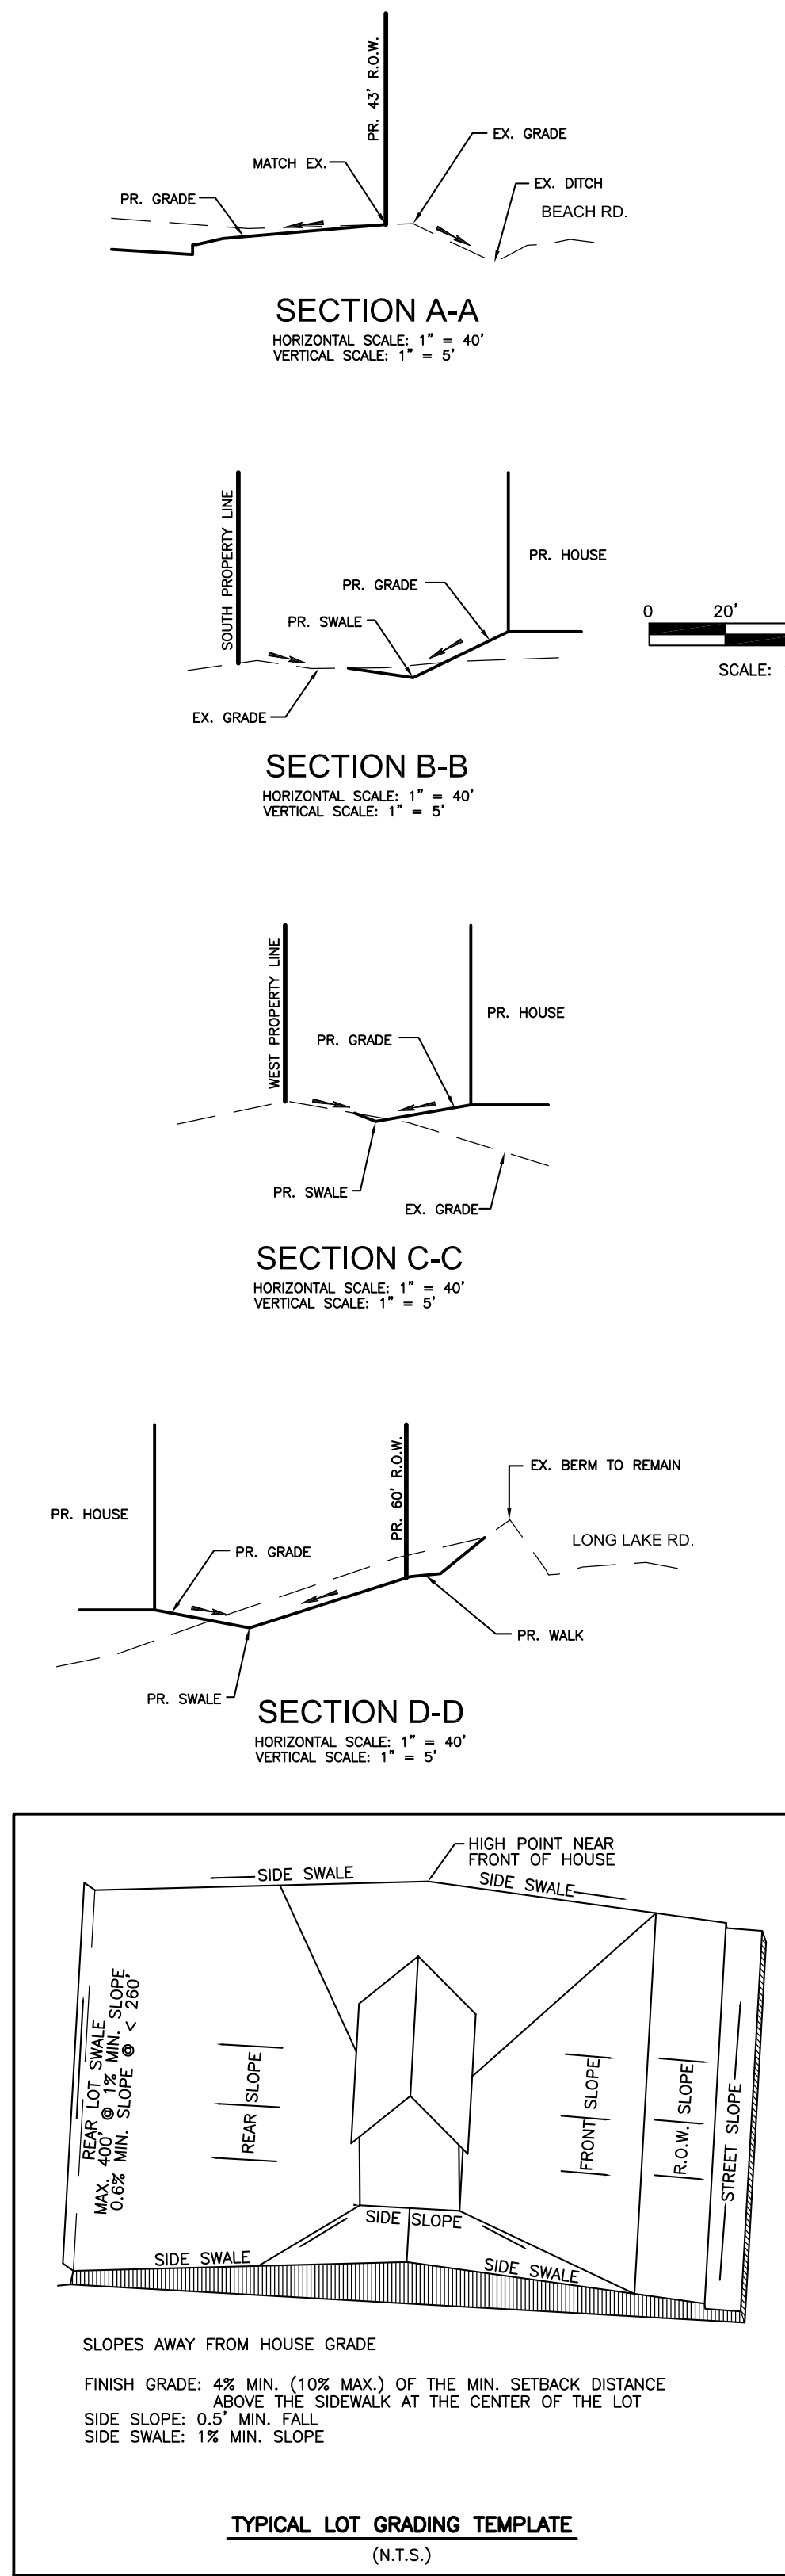 PR. 43' R.O.W.
EX. GRADE
MATCH EX.
EX. DITCH
PR. GRADE
BEACH RD.
SECTION A-A
HORIZONTAL SCALE: 1" = 40'
VERTICAL SCALE: 1" = 5'
SOUTH PROPERTY LINE
PR. HOUSE
PR. GRADE
PR. SWALE
0 20'
SCALE:
EX. GRADE
SECTION B-B
HORIZONTAL SCALE: 1" = 40'
VERTICAL SCALE: 1" = 5'
WEST PROPERTY LINE
PR. HOUSE
PR. GRADE
PR. SWALE
EX. GRADE
SECTION C-C
HORIZONTAL SCALE: 1" = 40'
VERTICAL SCALE: 1" = 5'
PR. 60' R.O.W.
EX. BERM TO REMAIN
PR. HOUSE
LONG LAKE RD.
PR. GRADE
PR. WALK
PR. SWALE
SECTION D-D
HORIZONTAL SCALE: 1" = 40'
VERTICAL SCALE: 1" = 5'
HIGH POINT NEAR
FRONT OF HOUSE
SIDE SWALE
SIDE SWALE
REAR LOT SWALE
MAX. 400' @ 1% MIN. SLOPE
0.6% MIN. SLOPE @ < 260'
REAR SLOPE
FRONT SLOPE
R.O.W. SLOPE
STREET SLOPE
SIDE SLOPE
SIDE SWALE
SIDE SWALE
SLOPES AWAY FROM HOUSE GRADE
FINISH GRADE: 4% MIN. (10% MAX.) OF THE MIN. SETBACK DISTANCE
ABOVE THE SIDEWALK AT THE CENTER OF THE LOT
SIDE SLOPE: 0.5' MIN. FALL
SIDE SWALE: 1% MIN. SLOPE
TYPICAL LOT GRADING TEMPLATE
(N.T.S.)